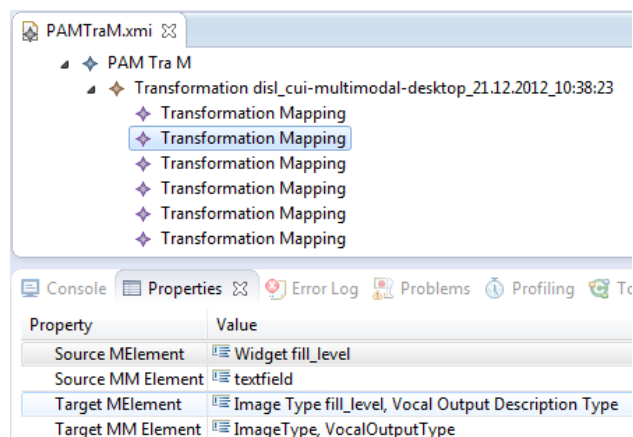 PAMTraM.xmi
PAM Tra M
Transformation disl_cui-multimodal-desktop_21.12.2012_10:38:23
Transformation Mapping
Transformation Mapping
Transformation Mapping
Transformation Mapping
Transformation Mapping
Transformation Mapping
Console Properties Error Log Problems Profiling To
Property Value
Source MElement Widget fill_level
Source MM Element textfield
Target MElement Image Type fill_level, Vocal Output Description Type
Target MM Element ImageType, VocalOutputType